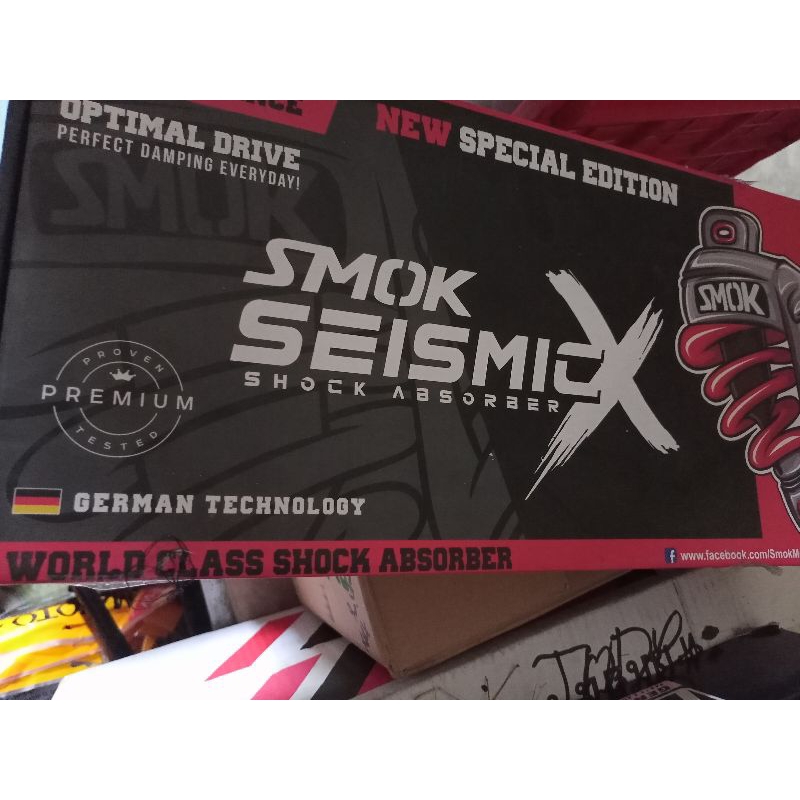 OPTIMAL DRIVE
PERFECT DAMPING EVERYDAY!
NEW SPECIAL EDITION
SMOK
SMOK
SEISMIC X
SHOCK ABSORBER
SMOK
PROVEN
PREMIUM
TESTED
GERMAN TECHNOLOGY
WORLD CLASS SHOCK ABSORBER
f www.facebook.com/SmokM